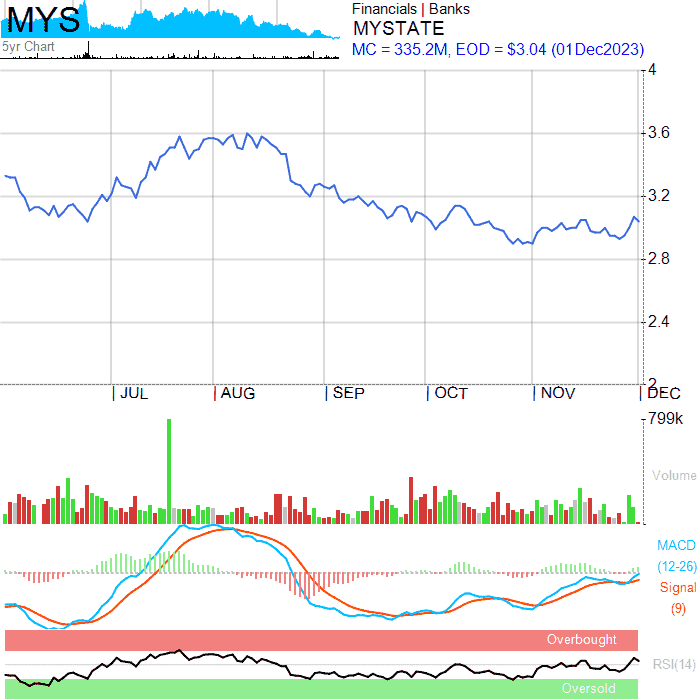 MYS
5yr Chart
Financials | Banks
MYSTATE
MC = 335.2M, EOD = $3.04 (01Dec2023)
4
3.6
3.2
2.8
2.4
2
JUL AUG SEP OCT NOV DEC
799k
Volume
MACD
(12-26)
Signal
(9)
Overbought
RSI(14)
Oversold